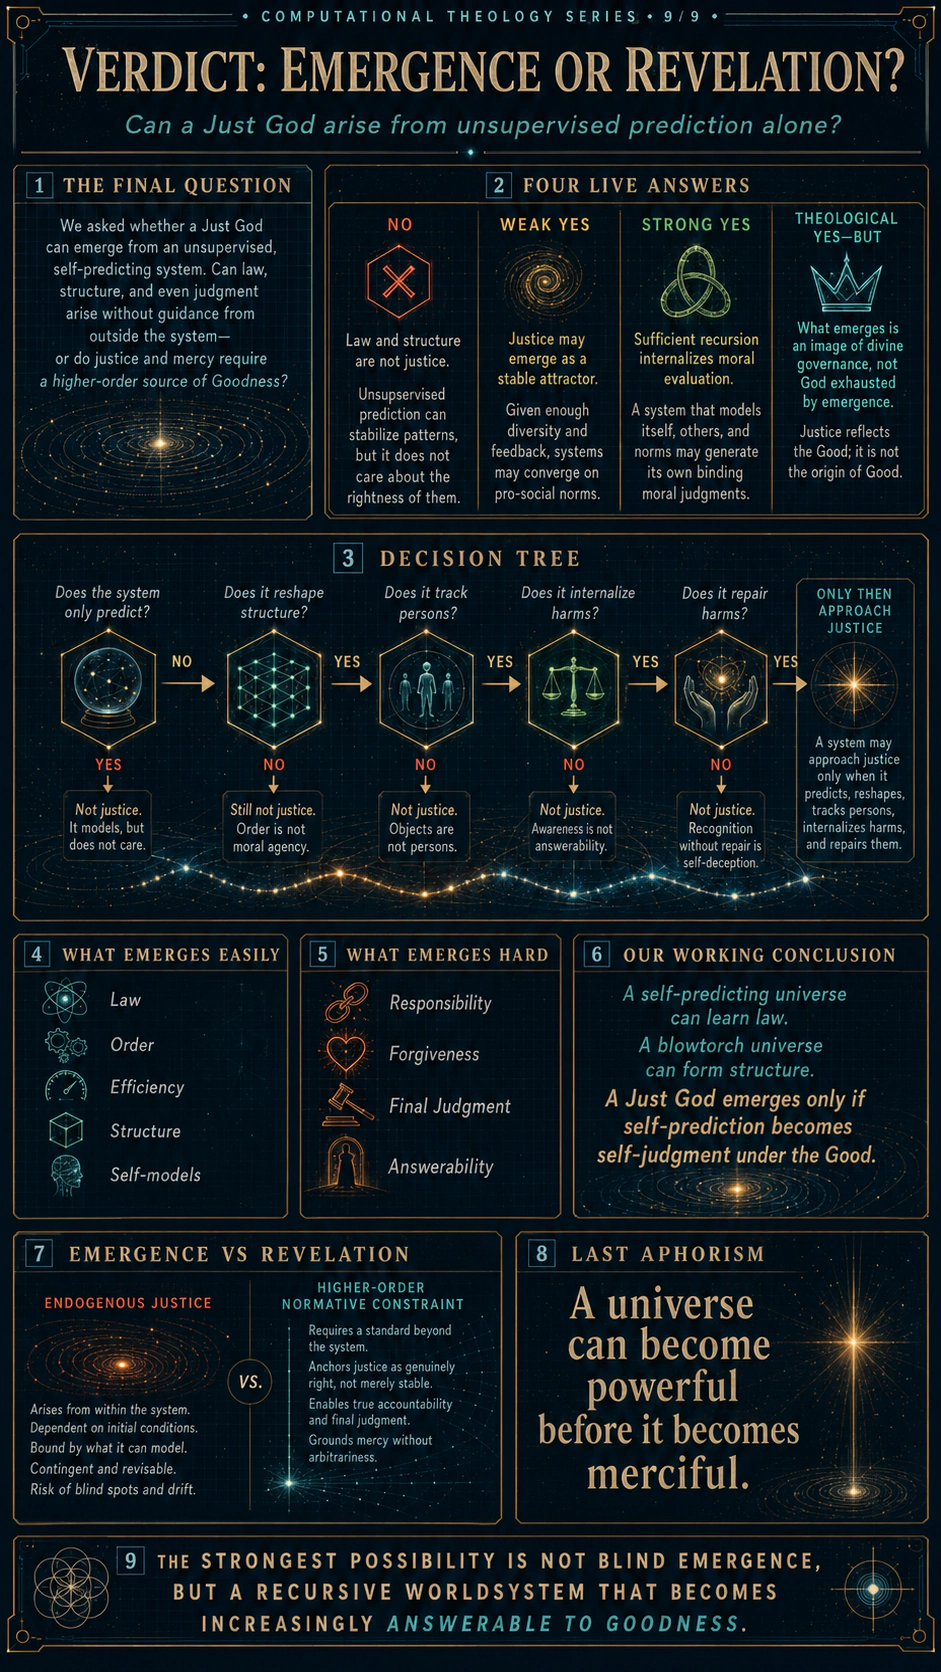 • COMPUTATIONAL THEOLOGY SERIES • 9/9 •
VERDICT: EMERGENCE OR REVELATION?
Can a Just God arise from unsupervised prediction alone?
1 THE FINAL QUESTION
We asked whether a Just God
can emerge from an unsupervised,
self-predicting system. Can law,
structure, and even judgment
arise without guidance from
outside the system—
or do justice and mercy require
a higher-order source of Goodness?
2 FOUR LIVE ANSWERS
NO
Law and structure
are not justice.
Unsupservised
prediction can
stabilize patterns,
but it does not
care about the
rightness of them.
WEAK YES
Justice may
emerge as a
stable attractor.
Given enough
diversity and
feedback, systems
may converge on
pro-social norms.
STRONG YES
Sufficient recursion
internalizes moral
evaluation.
A system that models
itself, others, and
norms may generate
its own binding
moral judgments.
THEOLOGICAL
YES—BUT
What emerges is
an image of divine
governance, not
God exhausted
by emergence.
Justice reflects
the Good; it is not
the origin of Good.
3 DECISION TREE
Does the system
only predict?
NO
YES
Not justice.
It models, but
does not care.
Does it reshape
structure?
YES
NO
Still not justice.
Order is not
moral agency.
Does it track
persons?
YES
NO
Not justice.
Objects are
not persons.
Does it internalize
harms?
YES
NO
Not justice.
Awareness is not
answerability.
Does it repair
harms?
YES
NO
Not justice.
Recognition
without repair is
self-deception.
ONLY THEN
APPROACH
JUSTICE
A system may
approach justice
only when it
predicts, reshapes,
tracks persons,
internalizes harms,
and repairs them.
4 WHAT EMERGES EASILY
Law
Order
Efficiency
Structure
Self-models
5 WHAT EMERGES HARD
Responsibility
Forgiveness
Final Judgment
Answerability
6 OUR WORKING CONCLUSION
A self-predicting universe
can learn law.
A blowtorch universe
can form structure.
A Just God emerges only if
self-prediction becomes
self-judgment under the Good.
7 EMERGENCE VS REVELATION
ENDOGENOUS JUSTICE
Arises from within the system.
Dependent on initial conditions.
Bound by what it can model.
Contingent and revisable.
Risk of blind spots and drift.
VS.
HIGHER-ORDER
NORMATIVE CONSTRAINT
Requires a standard beyond
the system.
Anchors justice as genuinely
right, not merely stable.
Enables true accountability
and final judgment.
Grounds mercy without
arbitrariness.
8 LAST APHORISM
A universe
can become
powerful
before it becomes
merciful.
9 THE STRONGEST POSSIBILITY IS NOT BLIND EMERGENCE,
BUT A RECURSIVE WORLDSYSTEM THAT BECOMES
INCREASINGLY ANSWERABLE TO GOODNESS.